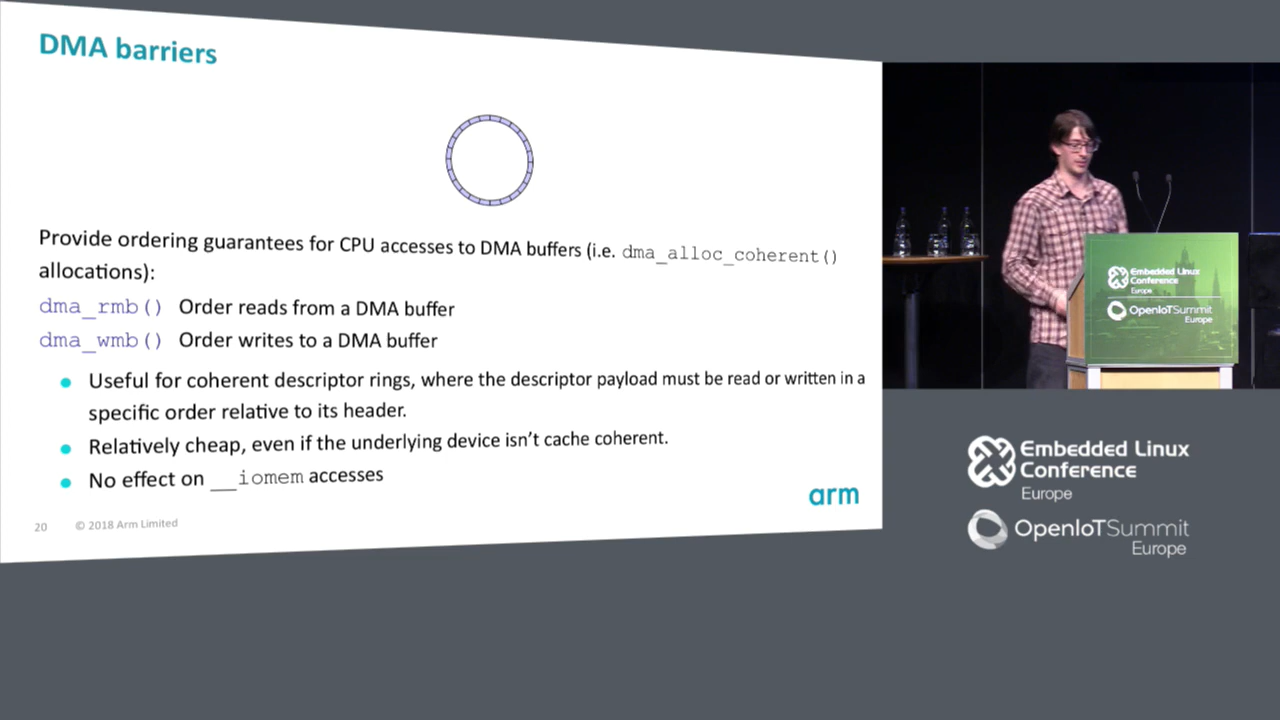 DMA barriers
Provide ordering guarantees for CPU accesses to DMA buffers (i.e. dma_alloc_coherent()
allocations):
dma_rmb() Order reads from a DMA buffer
dma_wmb() Order writes to a DMA buffer
Useful for coherent descriptor rings, where the descriptor payload must be read or written in a
specific order relative to its header.
Relatively cheap, even if the underlying device isn't cache coherent.
No effect on __iomem accesses
arm
20 © 2018 Arm Limited
Embedded Linux
Conference
Europe
OpenIoTSummit
Europe
Embedded Linux
Conference
Europe
OpenIoTSummit
Europe